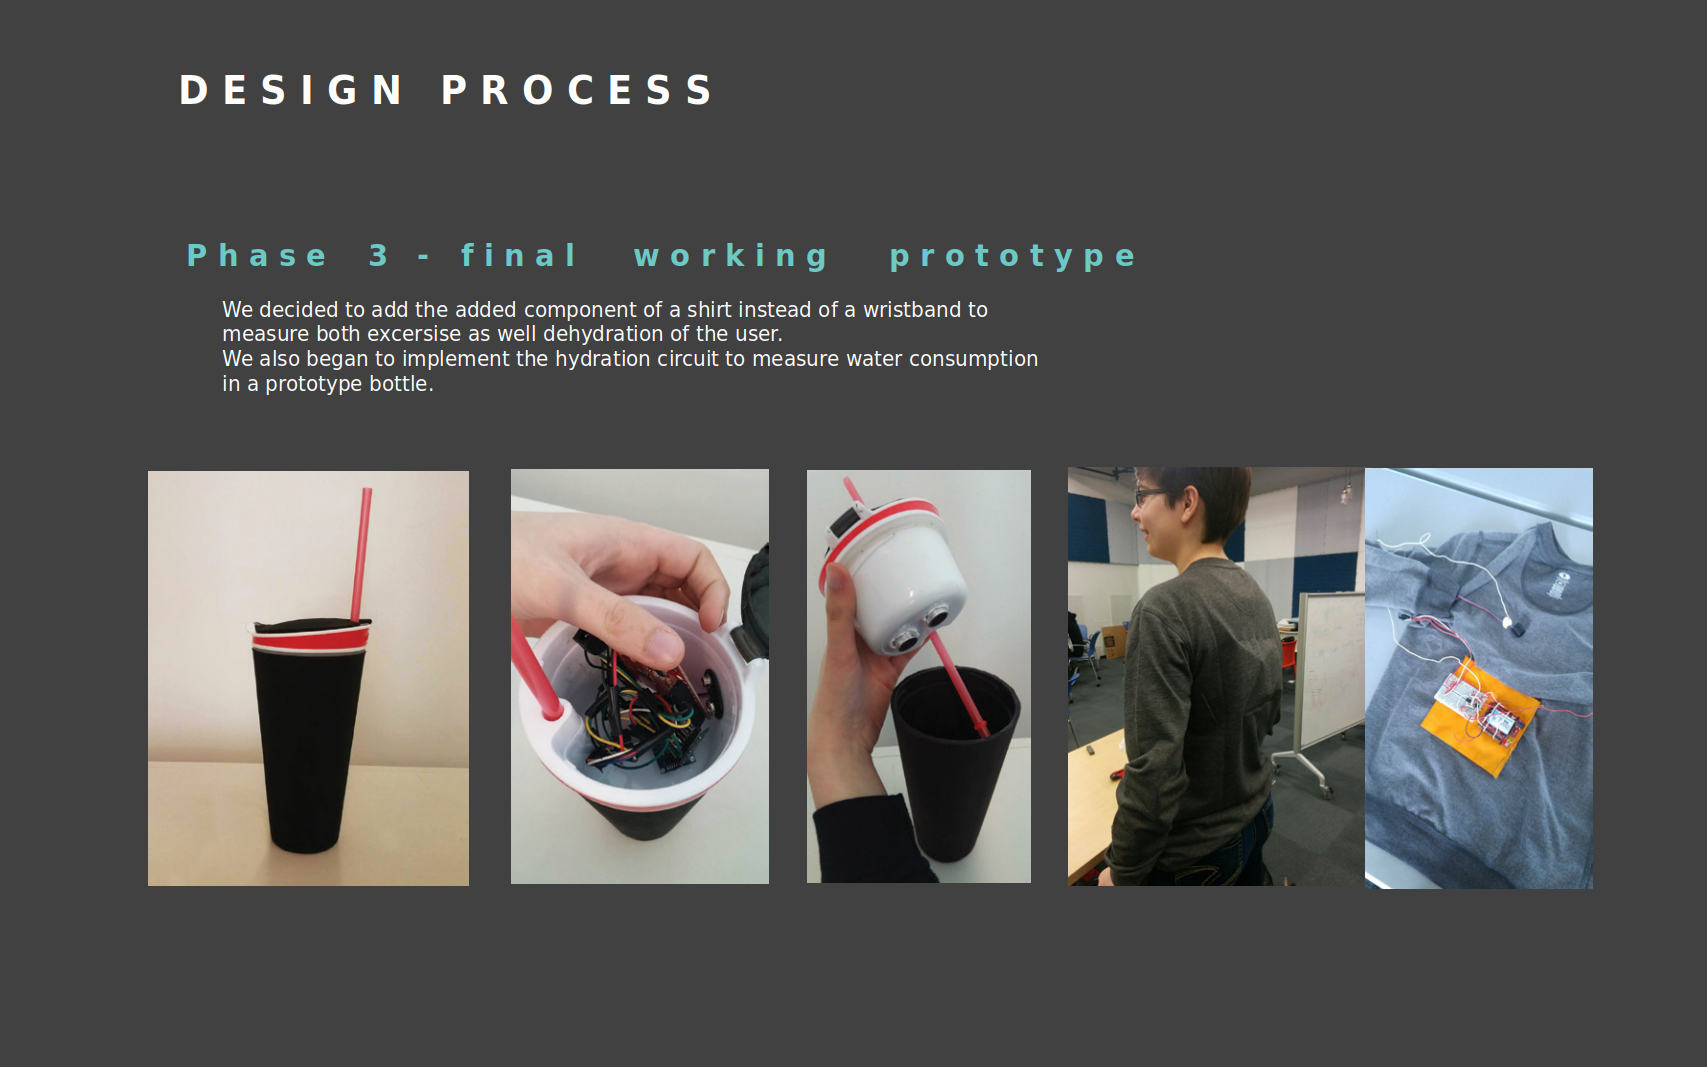 DESIGN PROCESS
Phase 3 - final working prototype
We decided to add the added component of a shirt instead of a wristband to
measure both excersise as well dehydration of the user.
We also began to implement the hydration circuit to measure water consumption
in a prototype bottle.